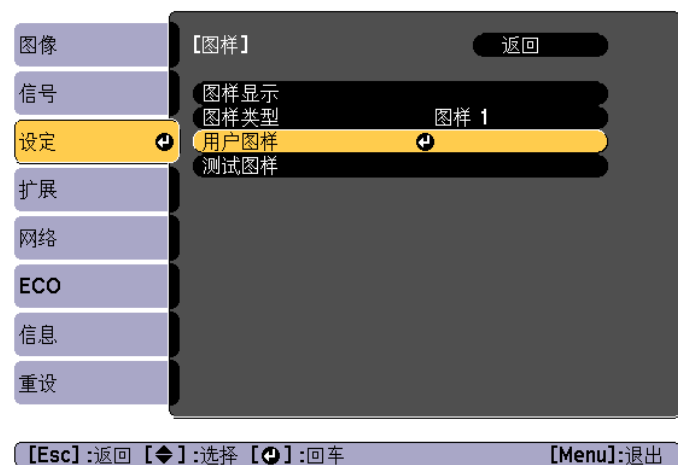 图像
信号
设定
扩展
网络
ECO
信息
重设
【图样】 返回
图样显示
图样类型 图样 1
用户图样
测试图样
[Esc]:返回 [◆]:选择 [↵]:回车 [Menu]:退出